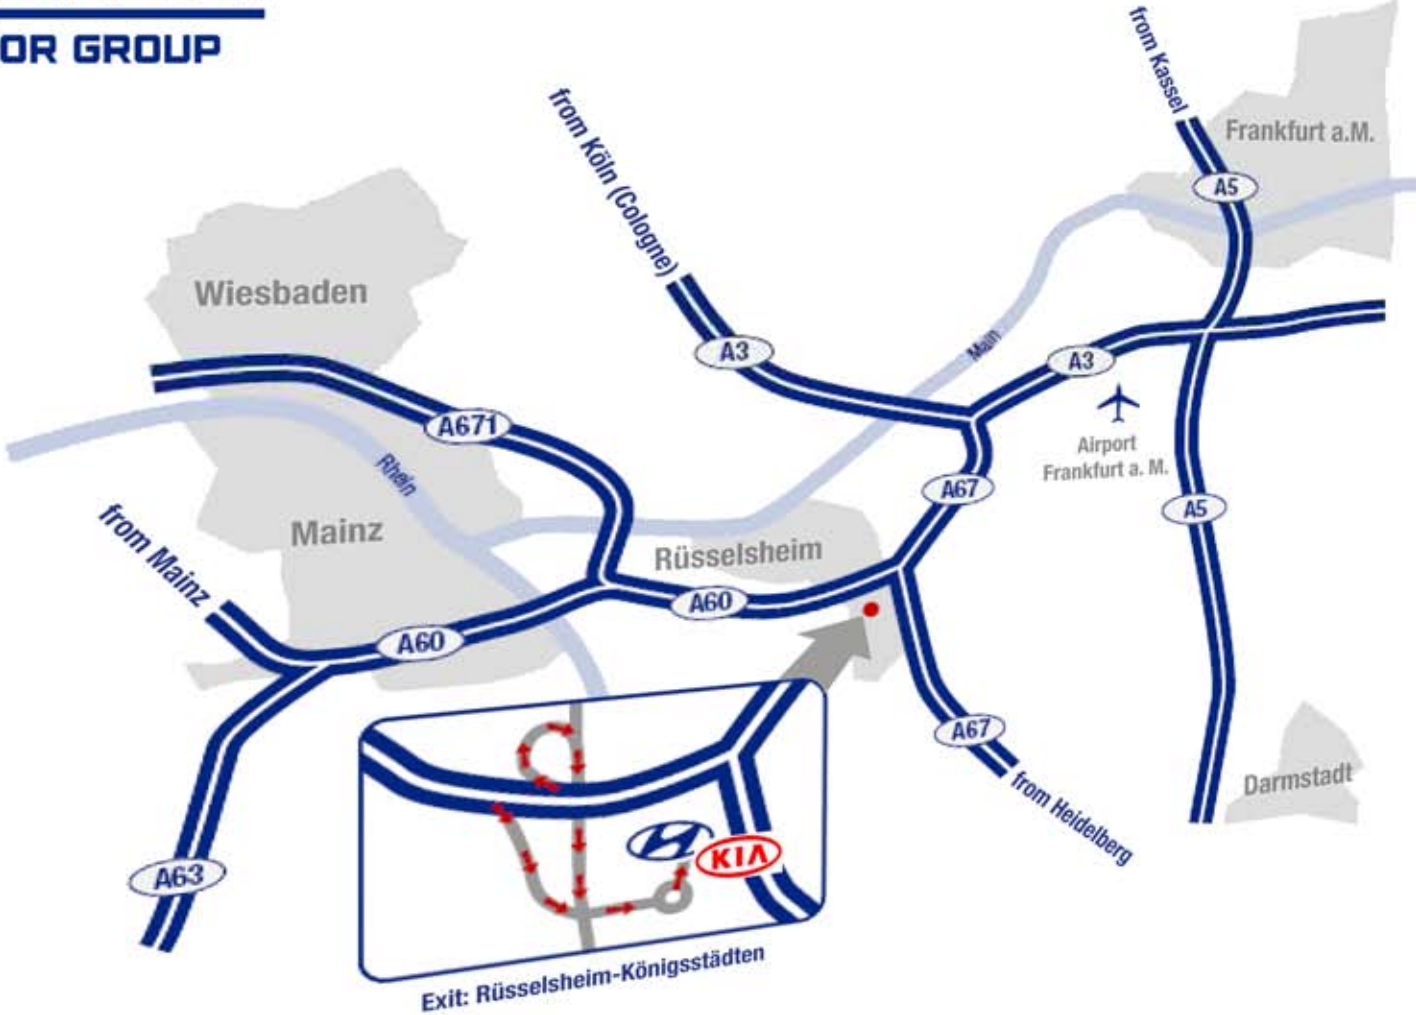 OR GROUP
from Kassel
Frankfurt a.M.
A5
from Köln (Cologne)
Wiesbaden
A3
A3
Main
A671
Airport
Frankfurt a. M.
Rhein
A67
A5
from Mainz
Mainz
Rüsselsheim
A60
A60
A67
from Heidelberg
Darmstadt
KIA
A63
Exit: Rüsselsheim-Königsstädten